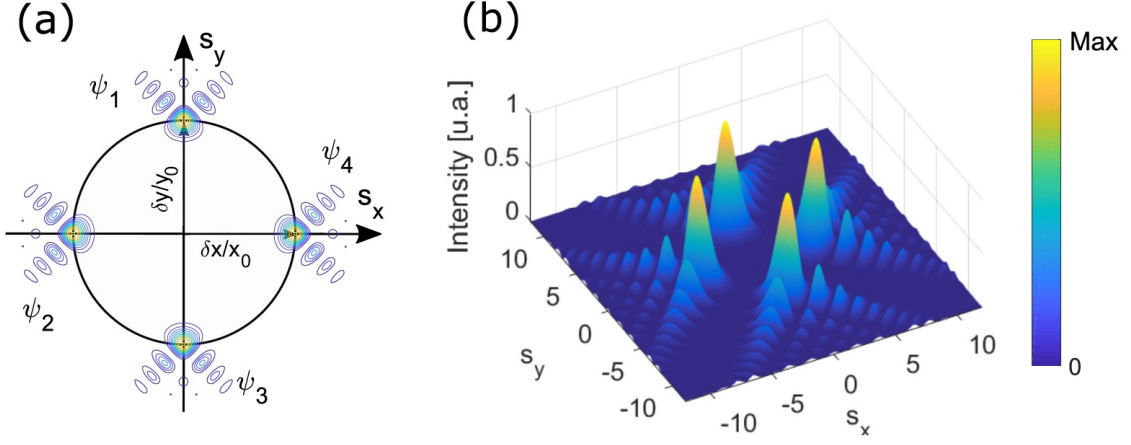 (a)
s_y
ψ_1
ψ_4
δy/y_0
s_x
δx/x_0
ψ_2
ψ_3
(b)
Intensity [u.a.]
1
0.5
0
10
5
0
-5
-10
s_y
-10
-5
0
5
10
s_x
Max
0